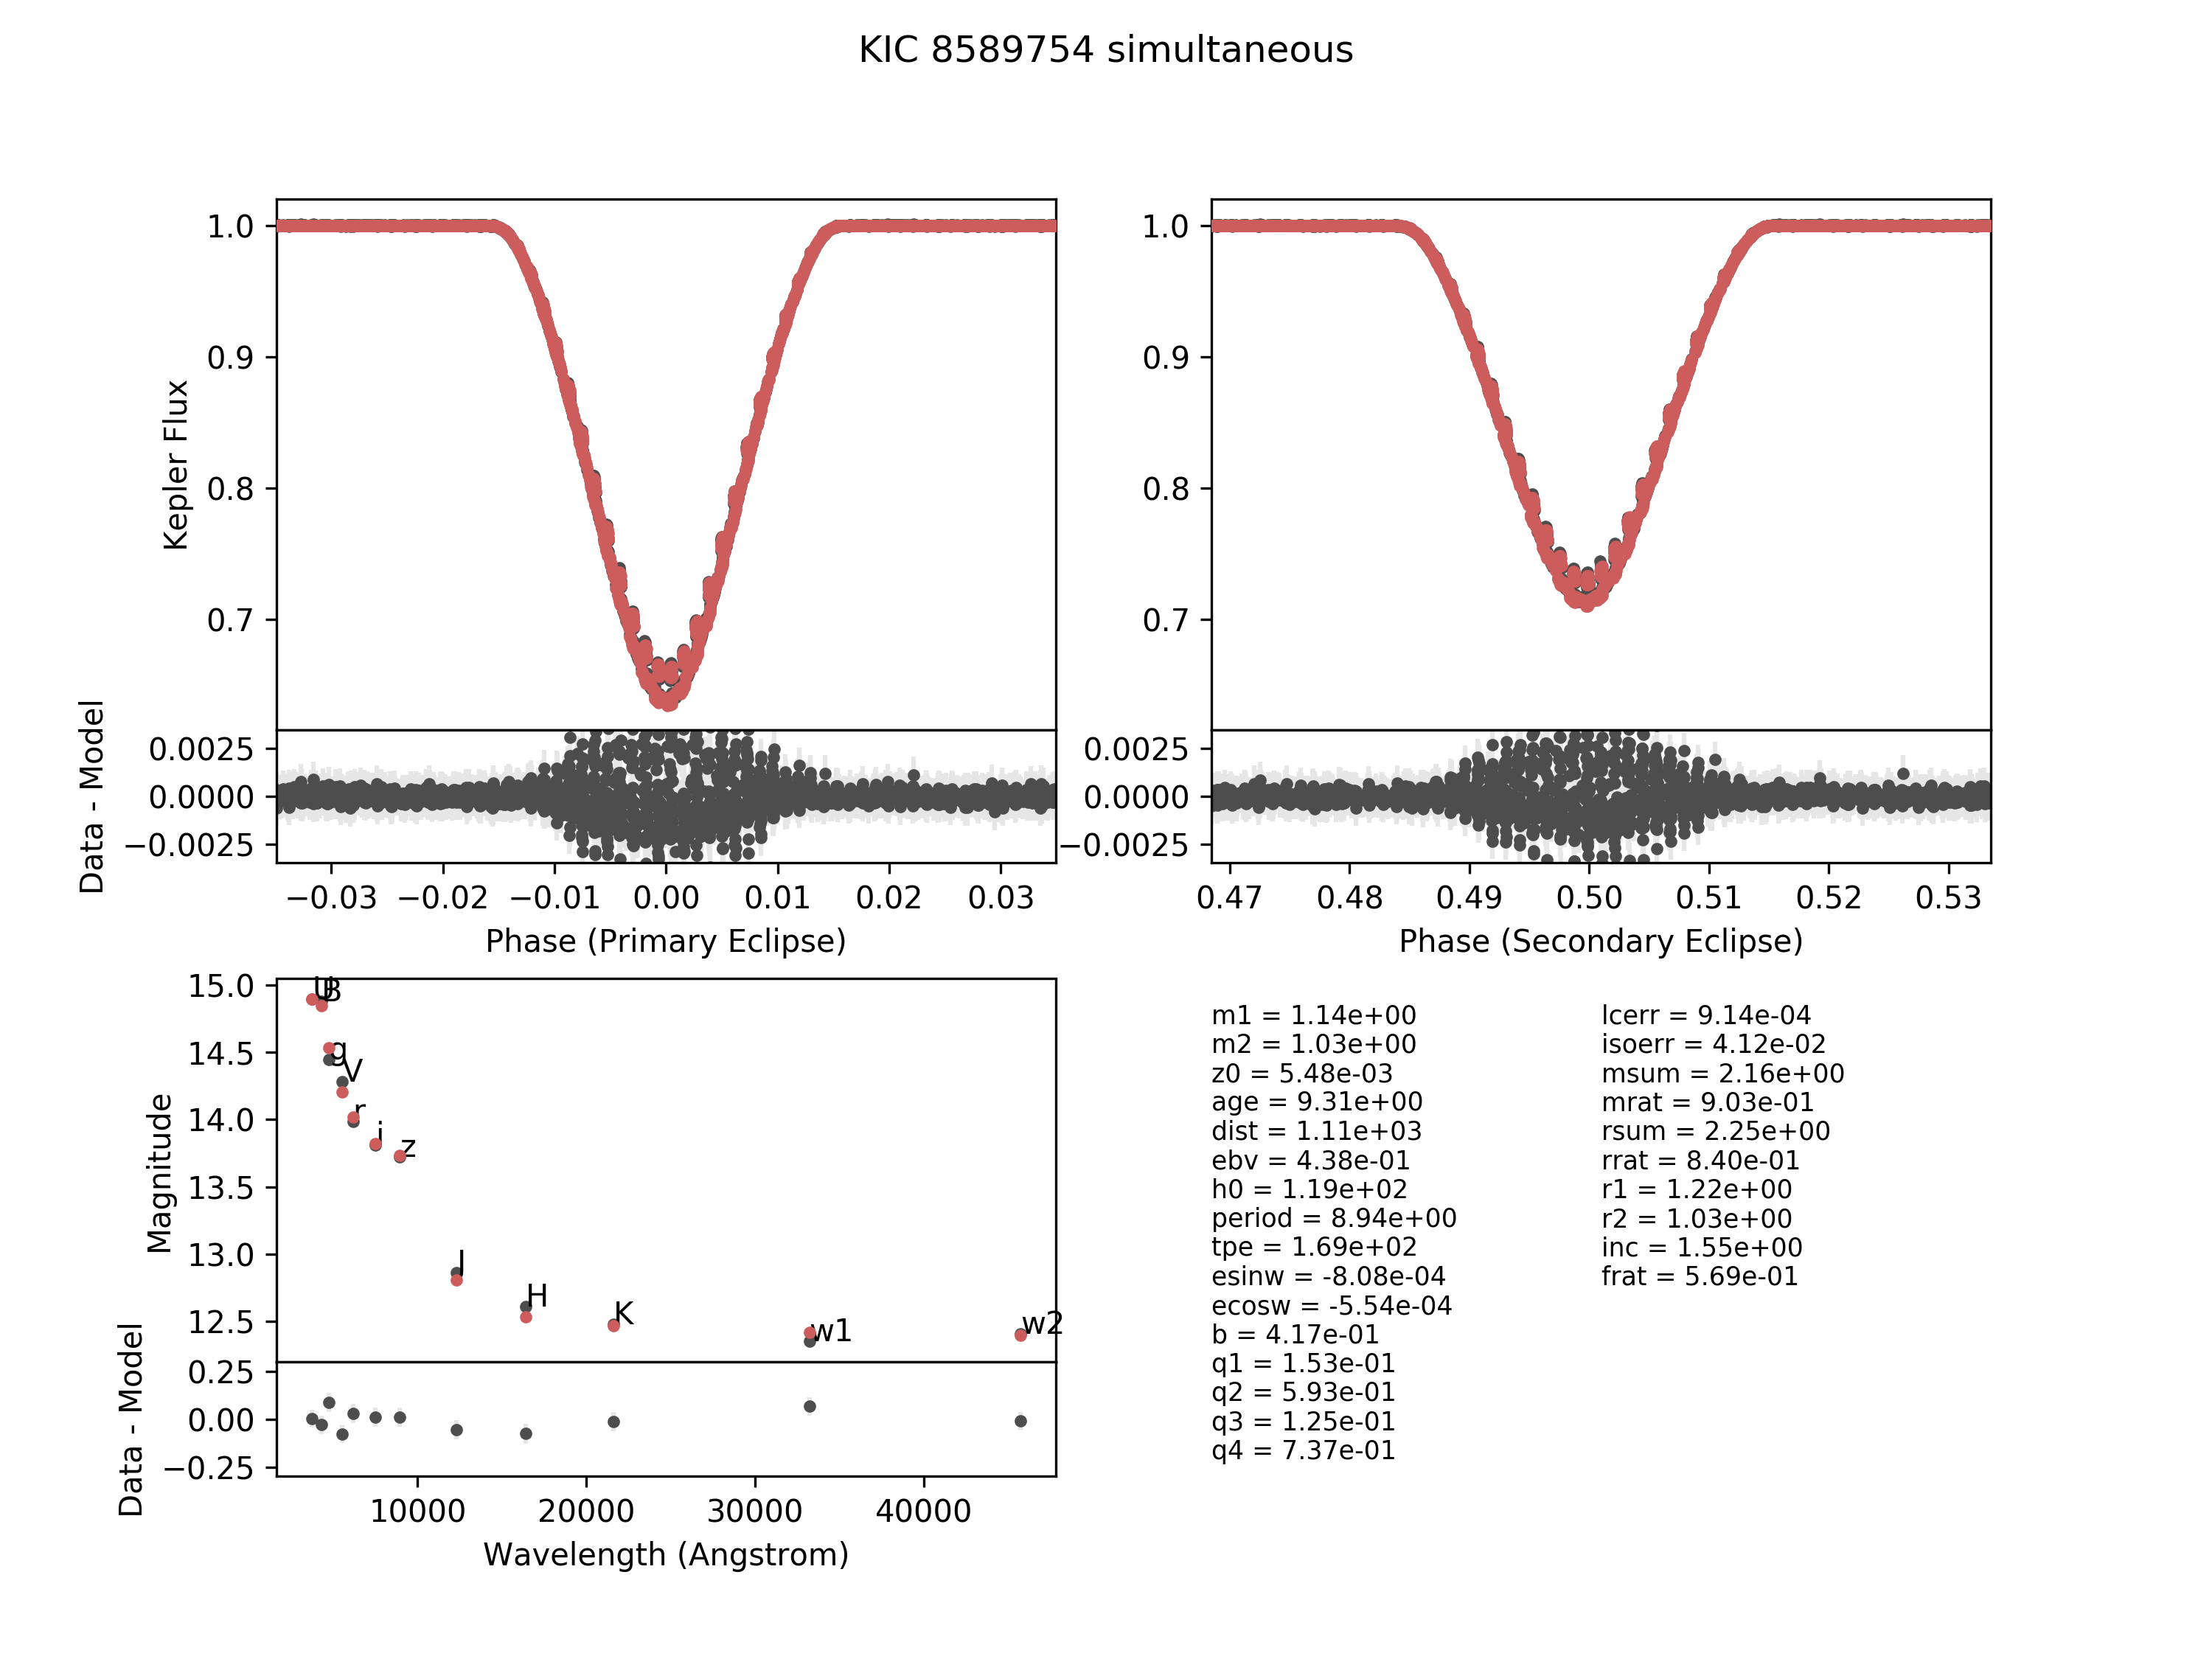 KIC 8589754 simultaneous
1.0
0.9
0.8
0.7
Kepler Flux
0.0025
0.0000
−0.0025
Data - Model
−0.03 −0.02 −0.01 0.00 0.01 0.02 0.03
Phase (Primary Eclipse)
1.0
0.9
0.8
0.7
0.0025
0.0000
−0.0025
0.47 0.48 0.49 0.50 0.51 0.52 0.53
Phase (Secondary Eclipse)
15.0
14.5
14.0
13.5
13.0
12.5
Magnitude
U
B
g
V
r
i
z
J
H
K
w1
w2
0.25
0.00
−0.25
Data - Model
10000 20000 30000 40000
Wavelength (Angstrom)
m1 = 1.14e+00
m2 = 1.03e+00
z0 = 5.48e-03
age = 9.31e+00
dist = 1.11e+03
ebv = 4.38e-01
h0 = 1.19e+02
period = 8.94e+00
tpe = 1.69e+02
esinw = -8.08e-04
ecosw = -5.54e-04
b = 4.17e-01
q1 = 1.53e-01
q2 = 5.93e-01
q3 = 1.25e-01
q4 = 7.37e-01
lcerr = 9.14e-04
isoerr = 4.12e-02
msum = 2.16e+00
mrat = 9.03e-01
rsum = 2.25e+00
rrat = 8.40e-01
r1 = 1.22e+00
r2 = 1.03e+00
inc = 1.55e+00
frat = 5.69e-01